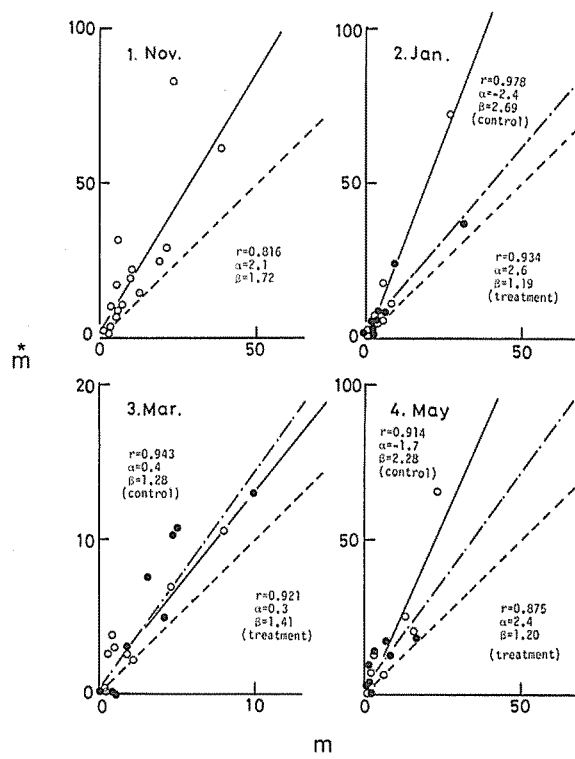 100
1. Nov.
50
r=0.816
α=2.1
β=1.72
0
0
50
100
2. Jan.
r=0.978
α=-2.4
β=2.69
(control)
50
r=0.934
α=2.6
β=1.19
(treatment)
0
0
50
*
m
20
3. Mar.
r=0.943
α=0.4
β=1.28
(control)
10
r=0.921
α=0.3
β=1.41
(treatment)
0
0
10
100
4. May
r=0.914
α=-1.7
β=2.28
(control)
50
r=0.875
α=2.4
β=1.20
(treatment)
0
0
50
m